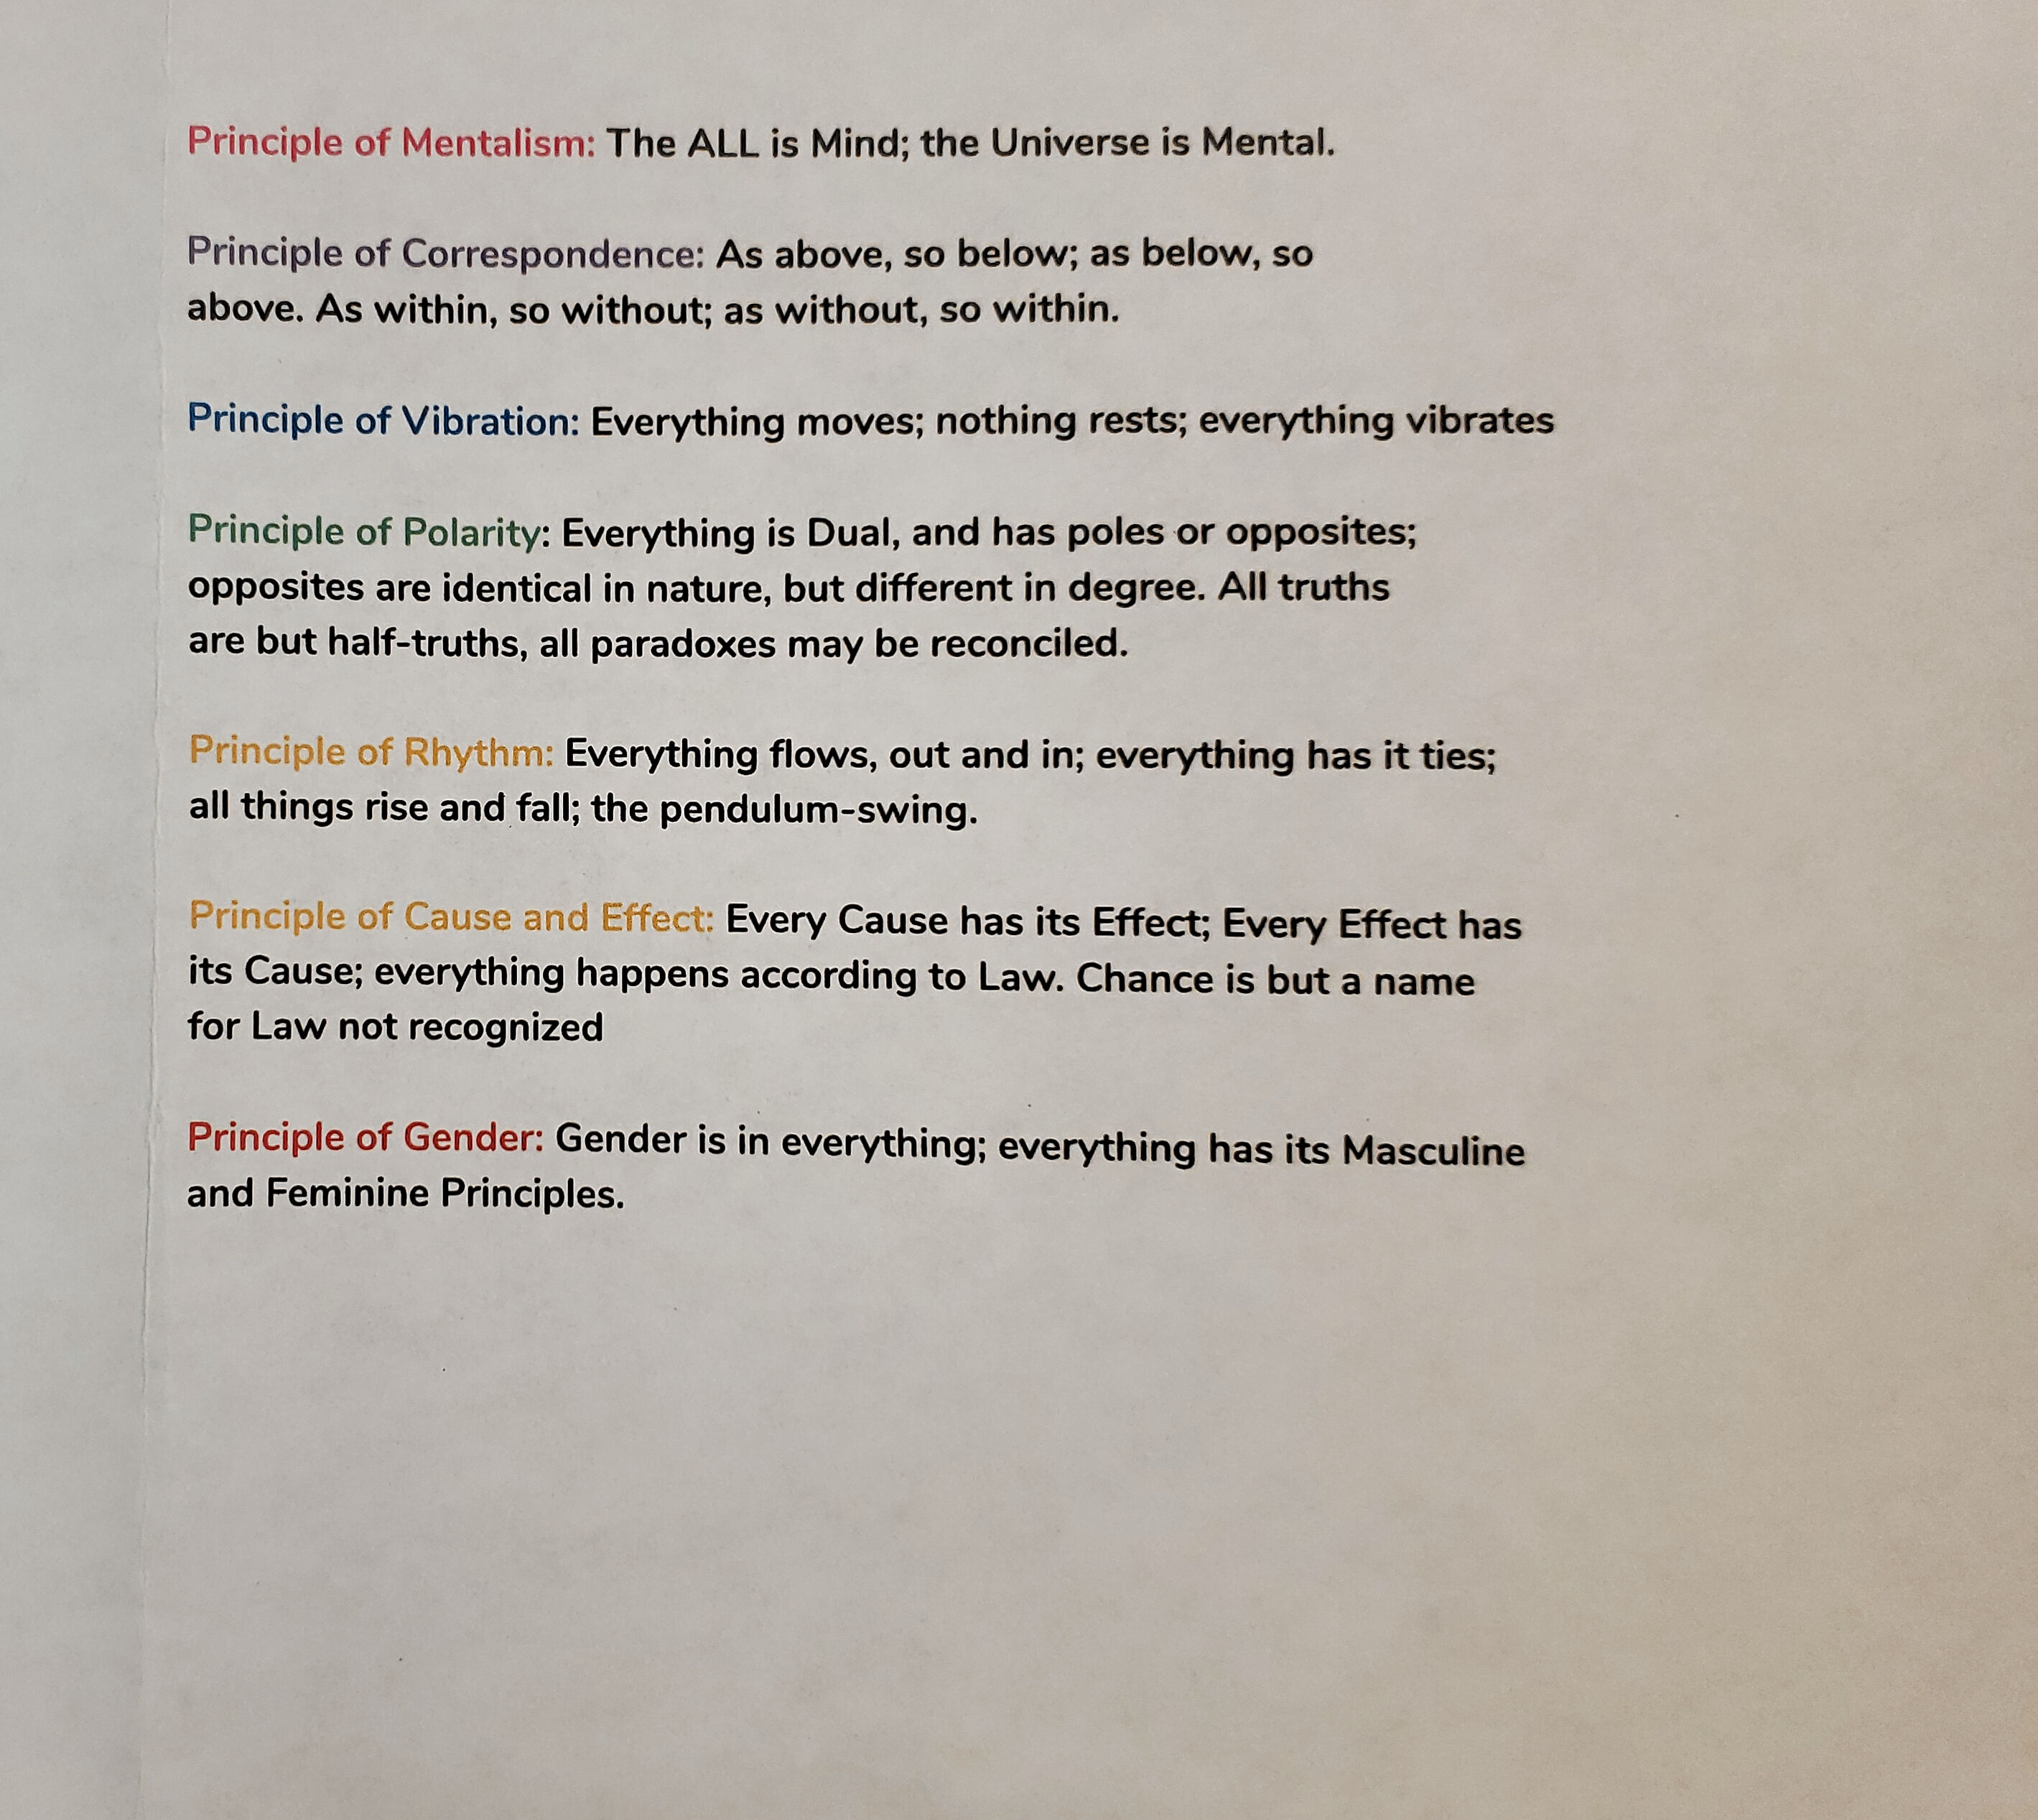 Principle of Mentalism: The ALL is Mind; the Universe is Mental.
Principle of Correspondence: As above, so below; as below, so
above. As within, so without; as without, so within.
Principle of Vibration: Everything moves; nothing rests; everything vibrates
Principle of Polarity: Everything is Dual, and has poles or opposites;
opposites are identical in nature, but different in degree. All truths
are but half-truths, all paradoxes may be reconciled.
Principle of Rhythm: Everything flows, out and in; everything has it ties;
all things rise and fall; the pendulum-swing.
Principle of Cause and Effect: Every Cause has its Effect; Every Effect has
its Cause; everything happens according to Law. Chance is but a name
for Law not recognized
Principle of Gender: Gender is in everything; everything has its Masculine
and Feminine Principles.